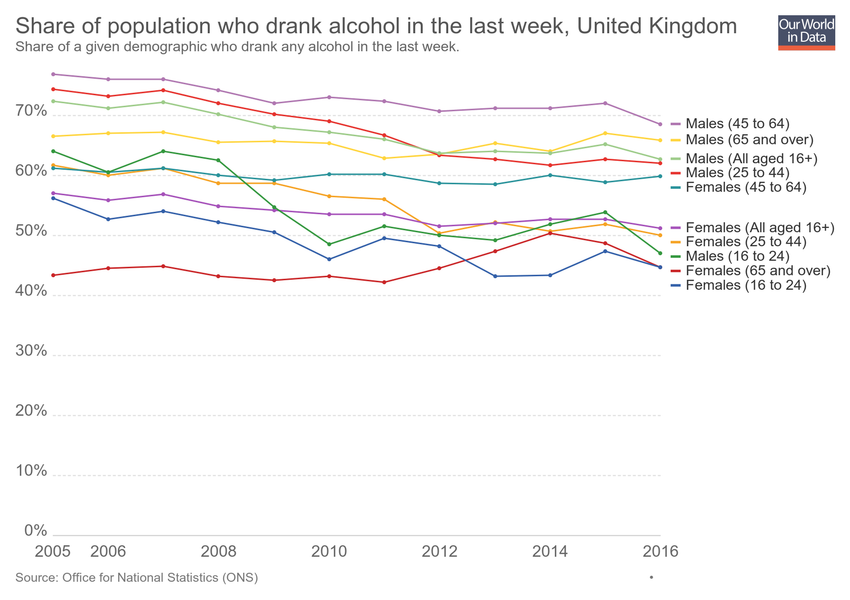 Share of population who drank alcohol in the last week, United Kingdom
Share of a given demographic who drank any alcohol in the last week.
Our World
in Data
70%
60%
50%
40%
30%
20%
10%
0%
2005 2006 2008 2010 2012 2014 2016
Males (45 to 64)
Males (65 and over)
Males (All aged 16+)
Males (25 to 44)
Females (45 to 64)
Females (All aged 16+)
Females (25 to 44)
Males (16 to 24)
Females (65 and over)
Females (16 to 24)
Source: Office for National Statistics (ONS)